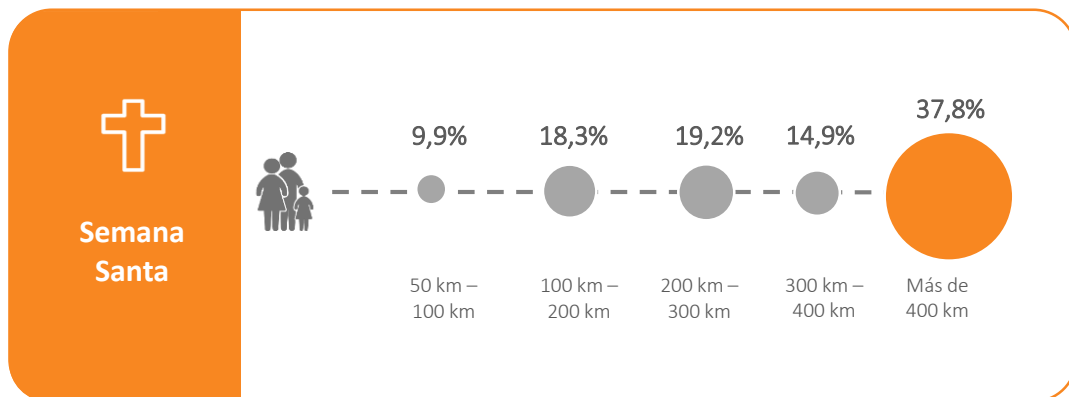 Semana
Santa
9,9%
18,3%
19,2%
14,9%
37,8%
50 km –
100 km
100 km –
200 km
200 km –
300 km
300 km –
400 km
Más de
400 km